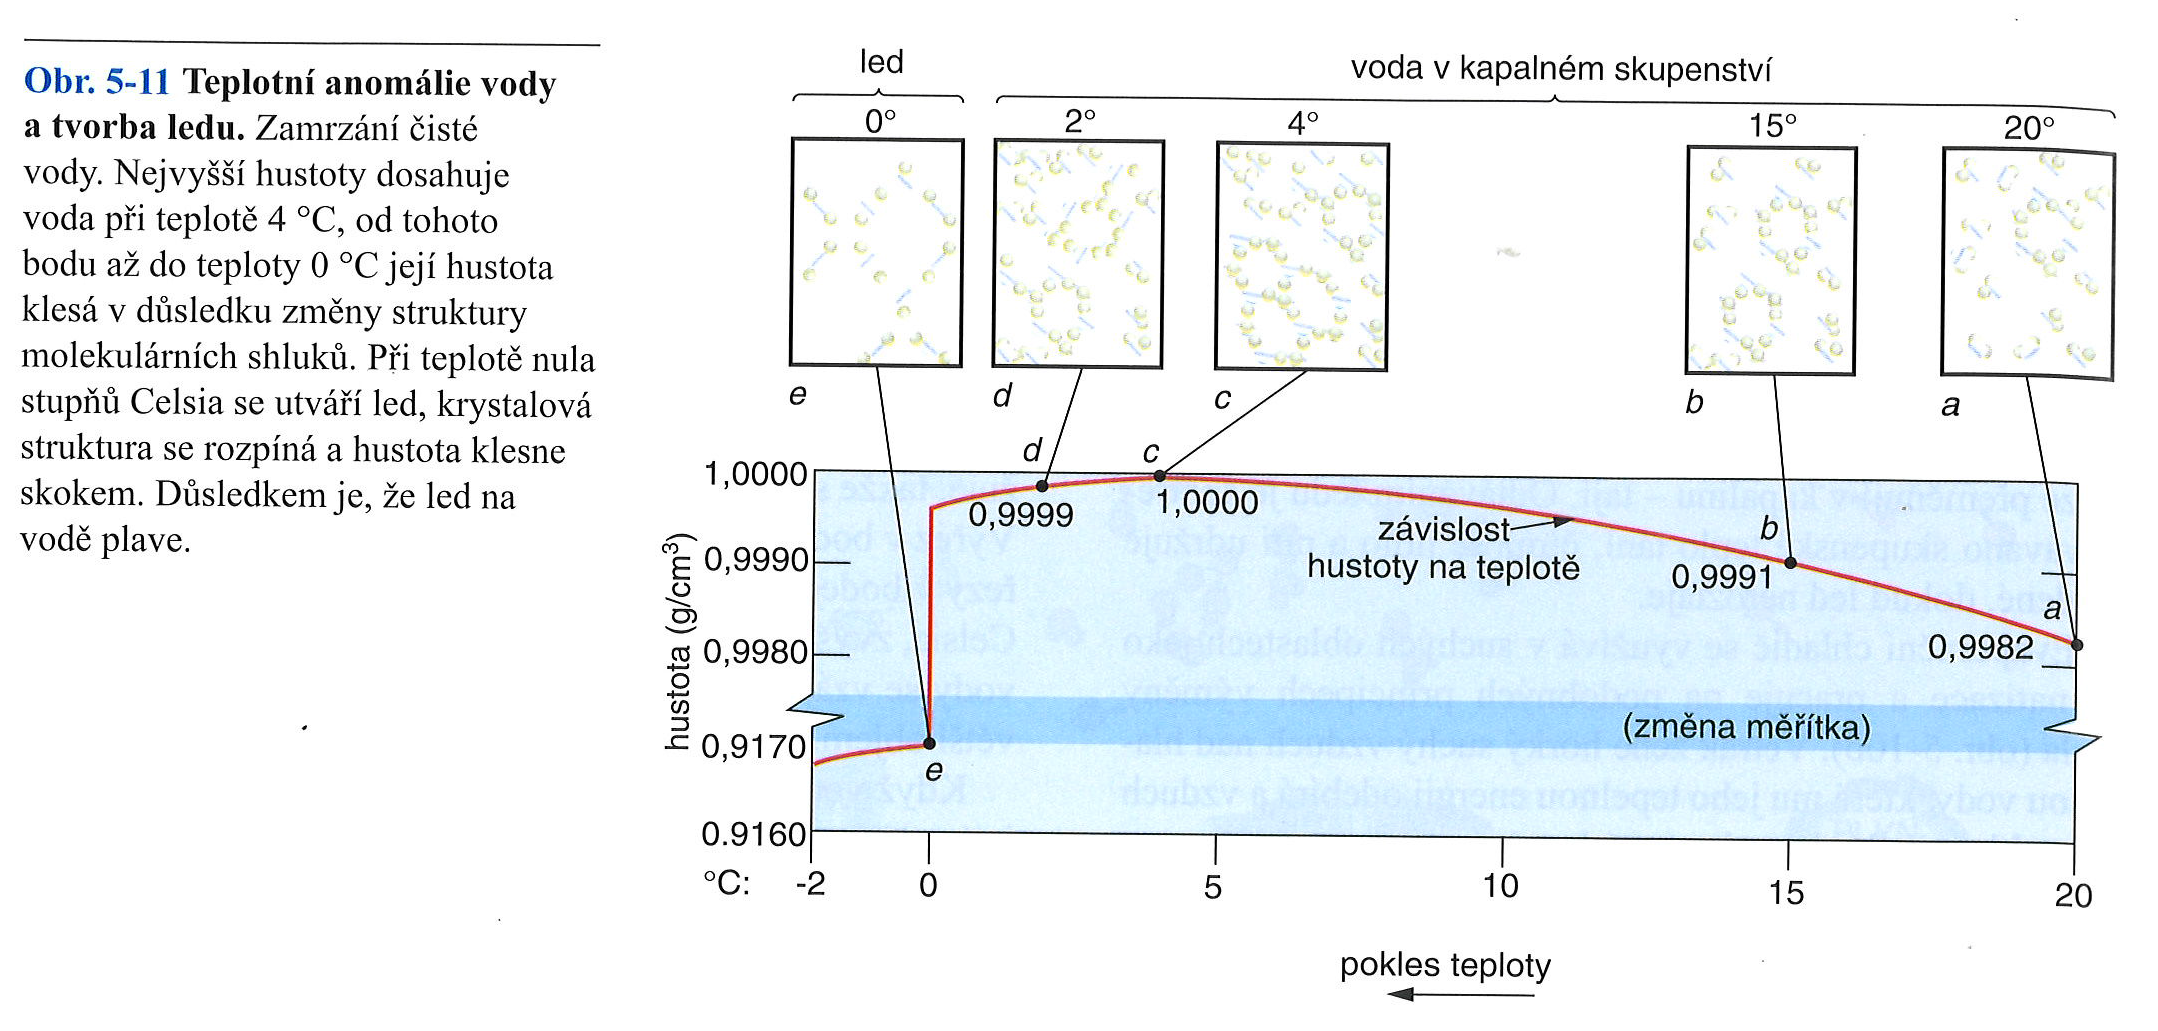 Obr. 5-11 Teplotní anomálie vody
a tvorba ledu. Zamrzání čisté
vody. Nejvyšší hustoty dosahuje
voda při teplotě 4 °C, od tohoto
bodu až do teploty 0 °C její hustota
klesá v důsledku změny struktury
molekulárních shluků. Při teplotě nula
stupňů Celsia se utváří led, krystalová
struktura se rozpíná a hustota klesne
skokem. Důsledkem je, že led na
vodě plave.
led
voda v kapalném skupenství
0° 2° 4° 15° 20°
e d c b a
d c
1,0000
0,9999 1,0000
závislost
hustoty na teplotě
b
0,9991
a
0,9982
hustota (g/cm³)
0,9990
0,9980
(změna měřítka)
0,9170
e
0.9160
°C: -2 0 5 10 15 20
pokles teploty